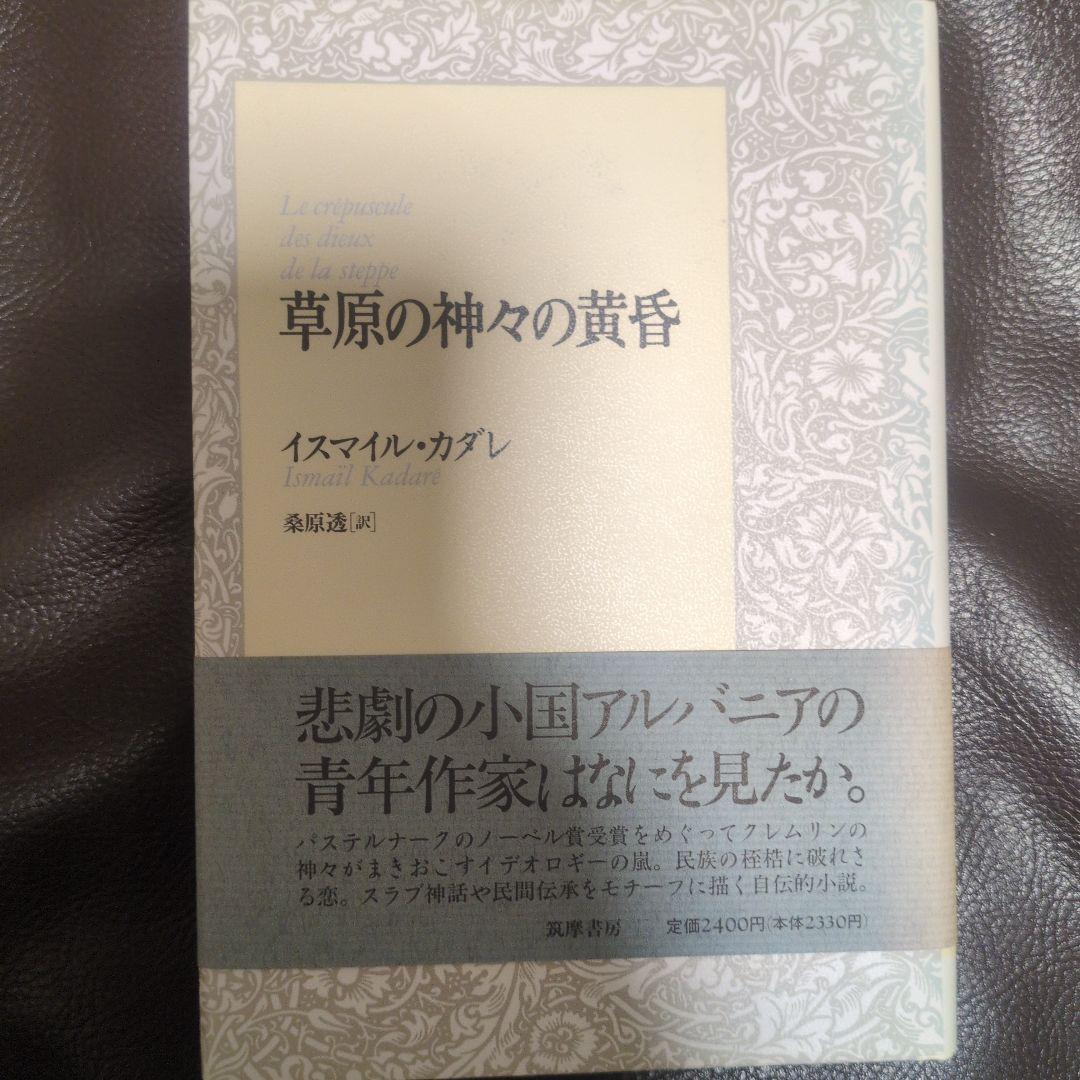 Le crépuscule
des dieux
de la steppe
草原の神々の黄昏
イスマイル・カダレ
Ismaïl Kadaré
桑原透[訳]
悲劇の小国アルバニアの
青年作家はなにを見たか。
パステルナークのノーベル賞受賞をめぐってクレムリンの
神々がまきおこすイデオロギーの嵐。民族の桎梏に破れさ
る恋。スラブ神話や民間伝承をモチーフに描く自伝的小説。
筑摩書房 定価2400円(本体2330円)